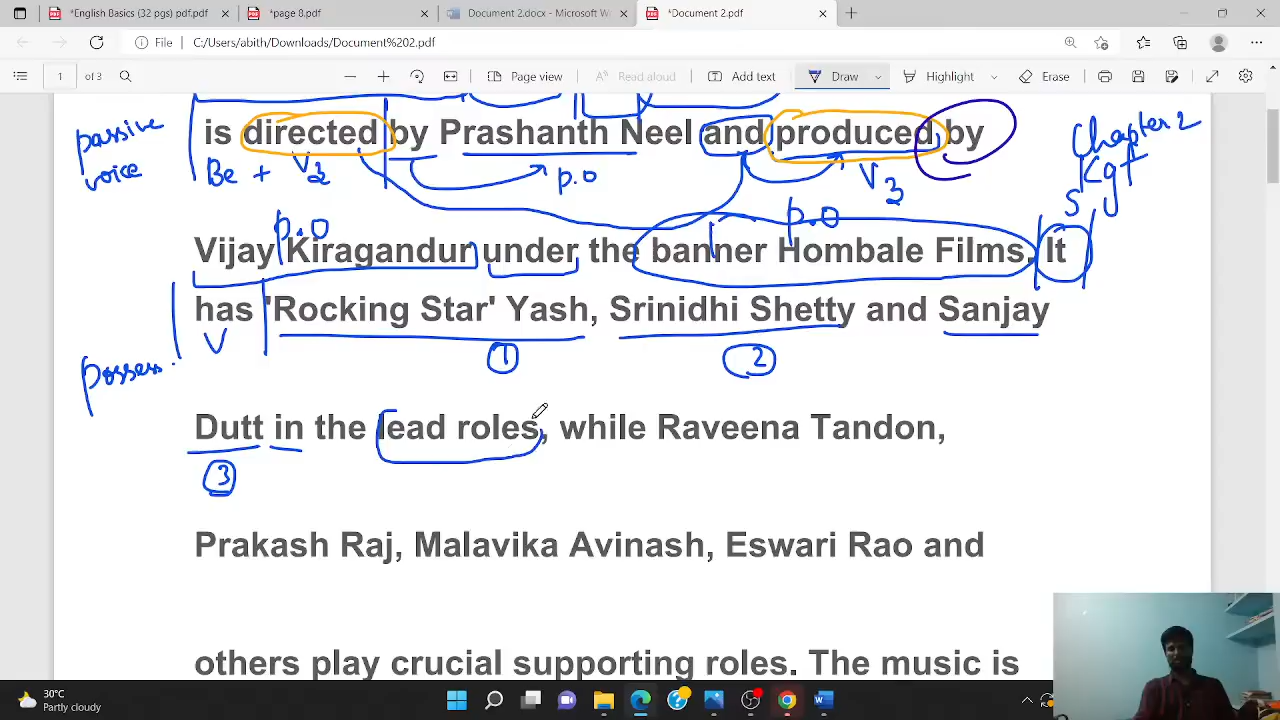 *English Basics (32 pgs) pdf.pdf
*page 8.pdf
Document 2.docx - Microsoft W
*Document 2.pdf
File C:/Users/abith/Downloads/Document%202.pdf
1 of 2 Page view Read aloud Add text Draw Highlight Erase
passive voice
is directed by Prashanth Neel and produced by
Be + V3 p.o V3
Chapter 2
Kgf
S
p.o p.o
Vijay Kiragandur under the banner Hombale Films. It
has 'Rocking Star' Yash, Srinidhi Shetty and Sanjay
V 1 2
possess.
Dutt in the lead roles, while Raveena Tandon,
3
Prakash Raj, Malavika Avinash, Eswari Rao and
others play crucial supporting roles. The music is
30°C
Partly cloudy